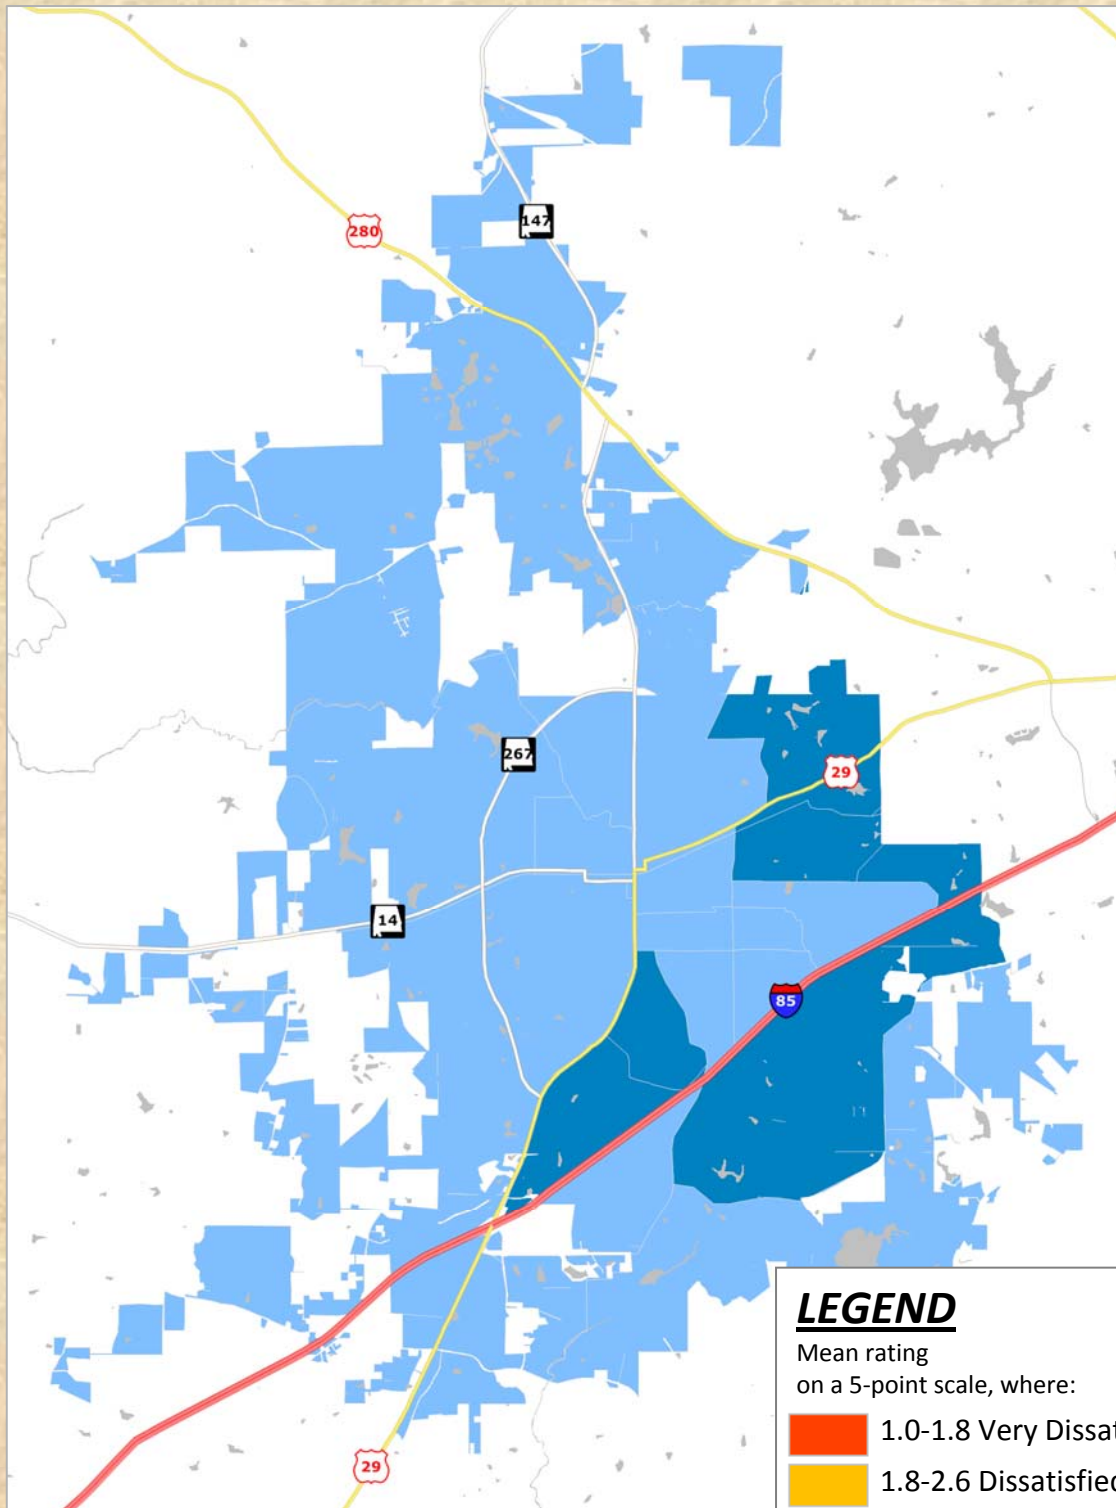 147
280
267
29
14
85
29
LEGEND
Mean rating
on a 5-point scale, where:
1.0-1.8 Very Dissat
1.8-2.6 Dissatisfied